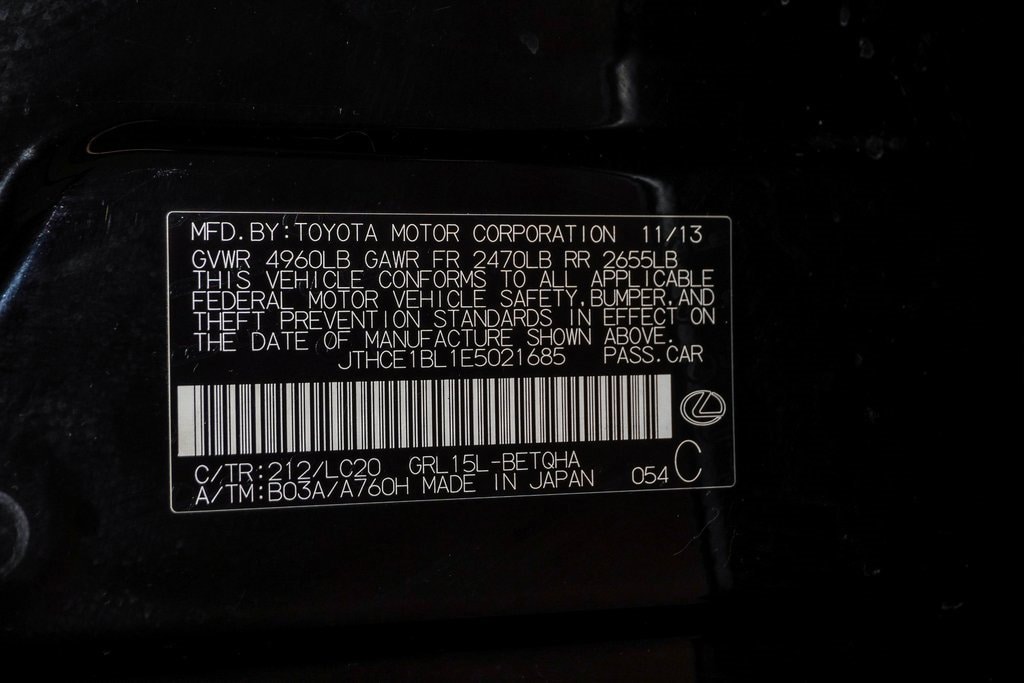 MFD.BY:TOYOTA MOTOR CORPORATION 11/13
GVWR 4960LB GAWR FR 2470LB RR 2655LB
THIS VEHICLE CONFORMS TO ALL APPLICABLE
FEDERAL MOTOR VEHICLE SAFETY,BUMPER,AND
THEFT PREVENTION STANDARDS IN EFFECT ON
THE DATE OF MANUFACTURE SHOWN ABOVE.
JTHCE1BL1E5021685 PASS.CAR
C/TR:212/LC20 GRL15L-BETQHA
A/TM:B03A/A760H MADE IN JAPAN 054 C